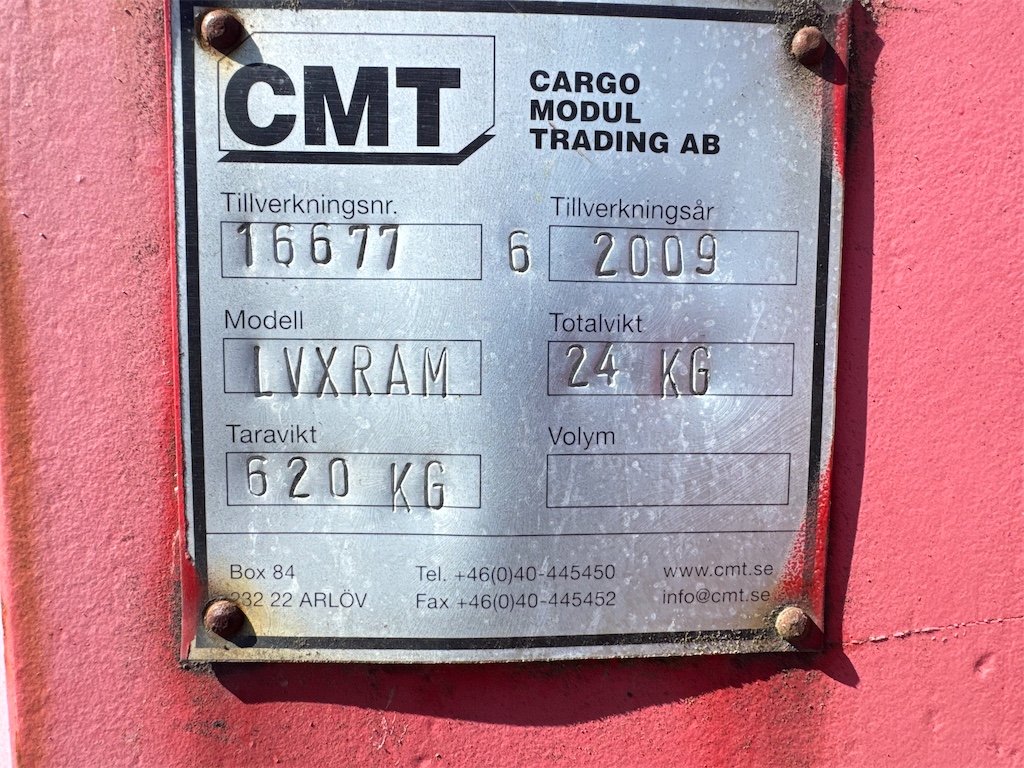 CMT
CARGO
MODUL
TRADING AB
Tillverkningsnr.
16677
6
Tillverkningsår
2009
Modell
LVXRAM
Totalvikt
24 KG
Taravikt
620 KG
Volym
Box 84
232 22 ARLÖV
Tel. +46(0)40-445450
Fax +46(0)40-445452
www.cmt.se
info@cmt.se